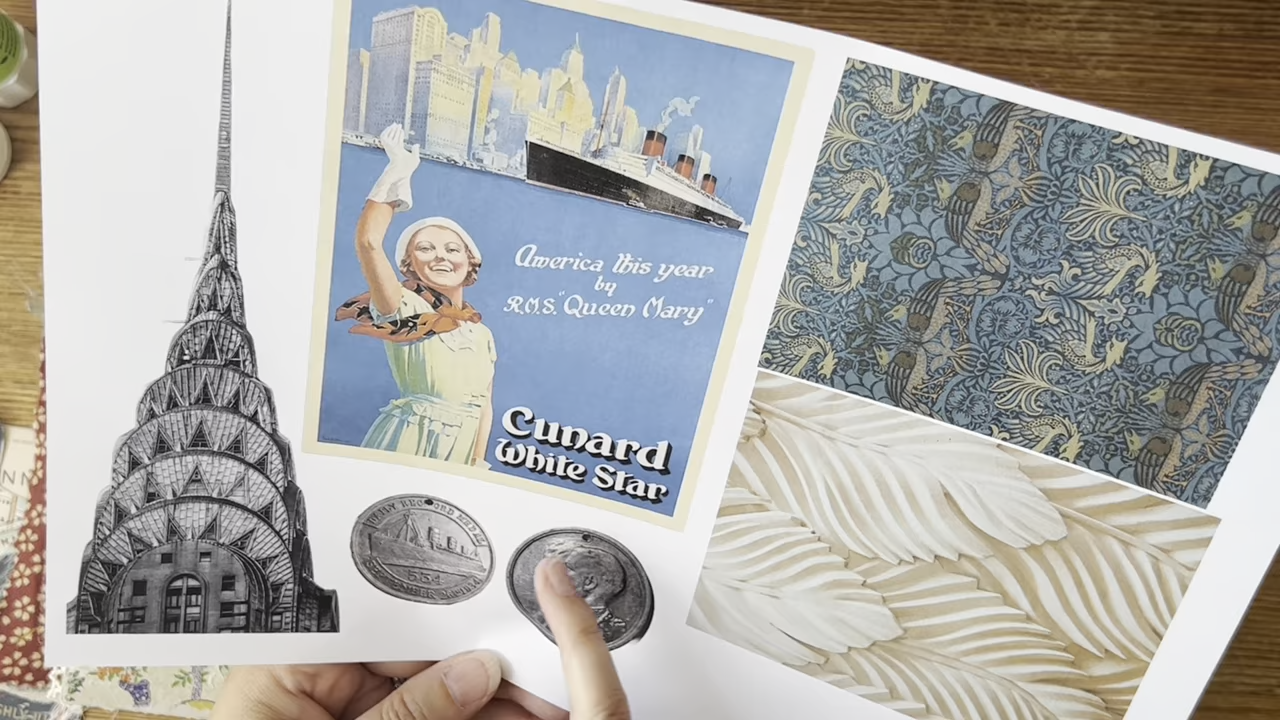 America this year
by
R.M.S. "Queen Mary"
Cunard
White Star
534